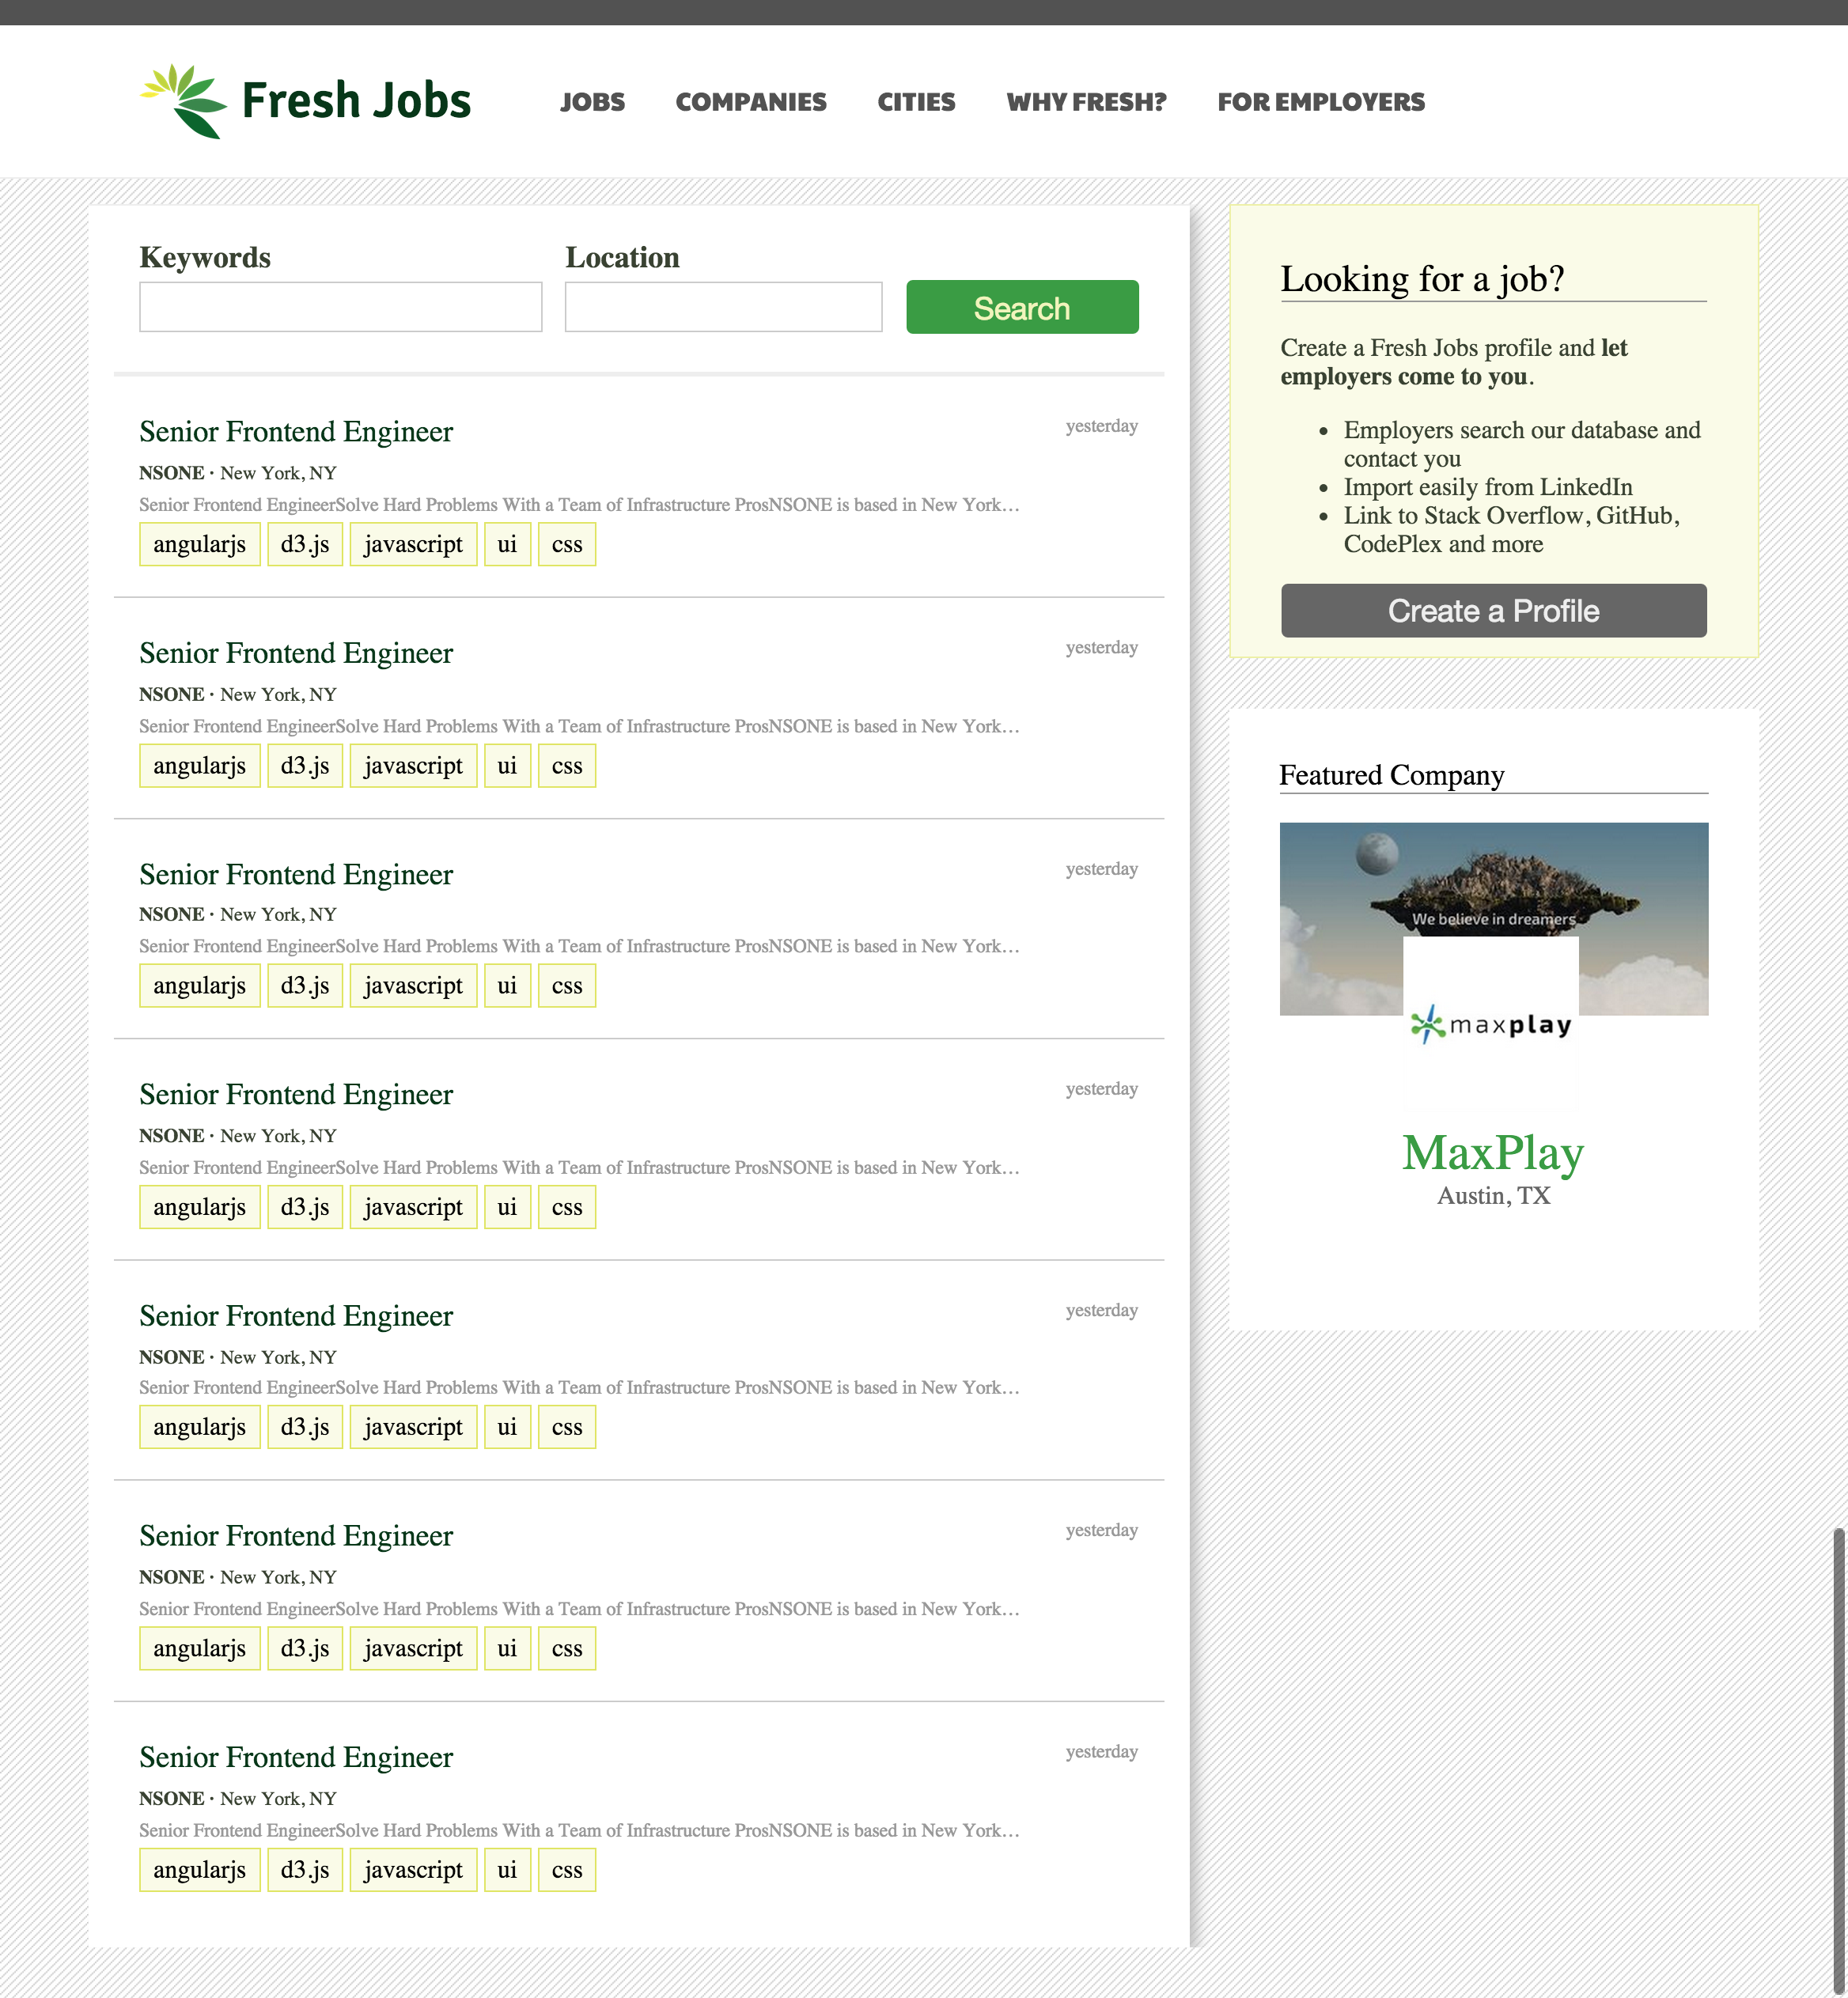 Fresh Jobs
JOBS COMPANIES CITIES WHY FRESH? FOR EMPLOYERS
Keywords
Location
Search
Senior Frontend Engineer
yesterday
NSONE · New York, NY
Senior Frontend EngineerSolve Hard Problems With a Team of Infrastructure ProsNSONE is based in New York…
angularjs d3.js javascript ui css
Senior Frontend Engineer
yesterday
NSONE · New York, NY
Senior Frontend EngineerSolve Hard Problems With a Team of Infrastructure ProsNSONE is based in New York…
angularjs d3.js javascript ui css
Senior Frontend Engineer
yesterday
NSONE · New York, NY
Senior Frontend EngineerSolve Hard Problems With a Team of Infrastructure ProsNSONE is based in New York…
angularjs d3.js javascript ui css
Senior Frontend Engineer
yesterday
NSONE · New York, NY
Senior Frontend EngineerSolve Hard Problems With a Team of Infrastructure ProsNSONE is based in New York…
angularjs d3.js javascript ui css
Senior Frontend Engineer
yesterday
NSONE · New York, NY
Senior Frontend EngineerSolve Hard Problems With a Team of Infrastructure ProsNSONE is based in New York…
angularjs d3.js javascript ui css
Senior Frontend Engineer
yesterday
NSONE · New York, NY
Senior Frontend EngineerSolve Hard Problems With a Team of Infrastructure ProsNSONE is based in New York…
angularjs d3.js javascript ui css
Senior Frontend Engineer
yesterday
NSONE · New York, NY
Senior Frontend EngineerSolve Hard Problems With a Team of Infrastructure ProsNSONE is based in New York…
angularjs d3.js javascript ui css
Looking for a job?
Create a Fresh Jobs profile and let
employers come to you.
• Employers search our database and
contact you
• Import easily from LinkedIn
• Link to Stack Overflow, GitHub,
CodePlex and more
Create a Profile
Featured Company
We believe in dreamers
maxplay
MaxPlay
Austin, TX